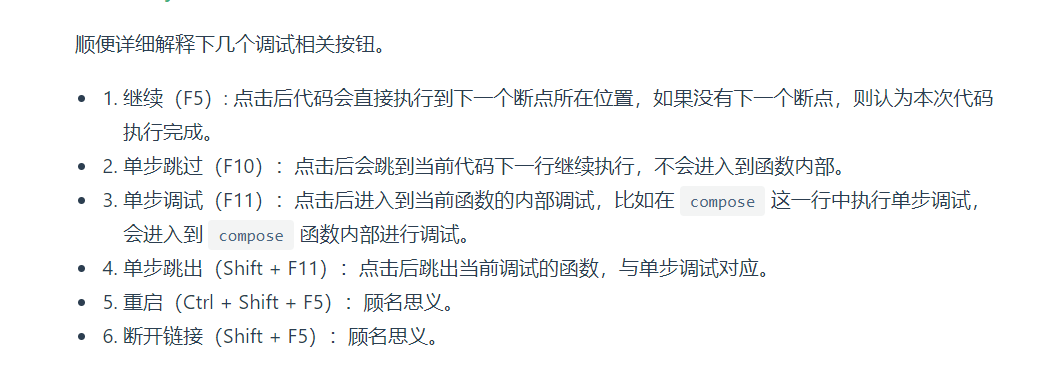 顺便详细解释下几个调试相关按钮。
1. 继续（F5）: 点击后代码会直接执行到下一个断点所在位置，如果没有下一个断点，则认为本次代码
执行完成。
2. 单步跳过（F10）：点击后会跳到当前代码下一行继续执行，不会进入到函数内部。
3. 单步调试（F11）：点击后进入到当前函数的内部调试，比如在 compose 这一行中执行单步调试，
会进入到 compose 函数内部进行调试。
4. 单步跳出（Shift + F11）：点击后跳出当前调试的函数，与单步调试对应。
5. 重启（Ctrl + Shift + F5）：顾名思义。
6. 断开链接（Shift + F5）：顾名思义。